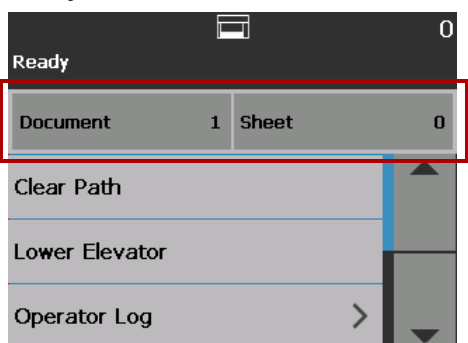 0
Ready
Document 1 Sheet 0
Clear Path
Lower Elevator
Operator Log